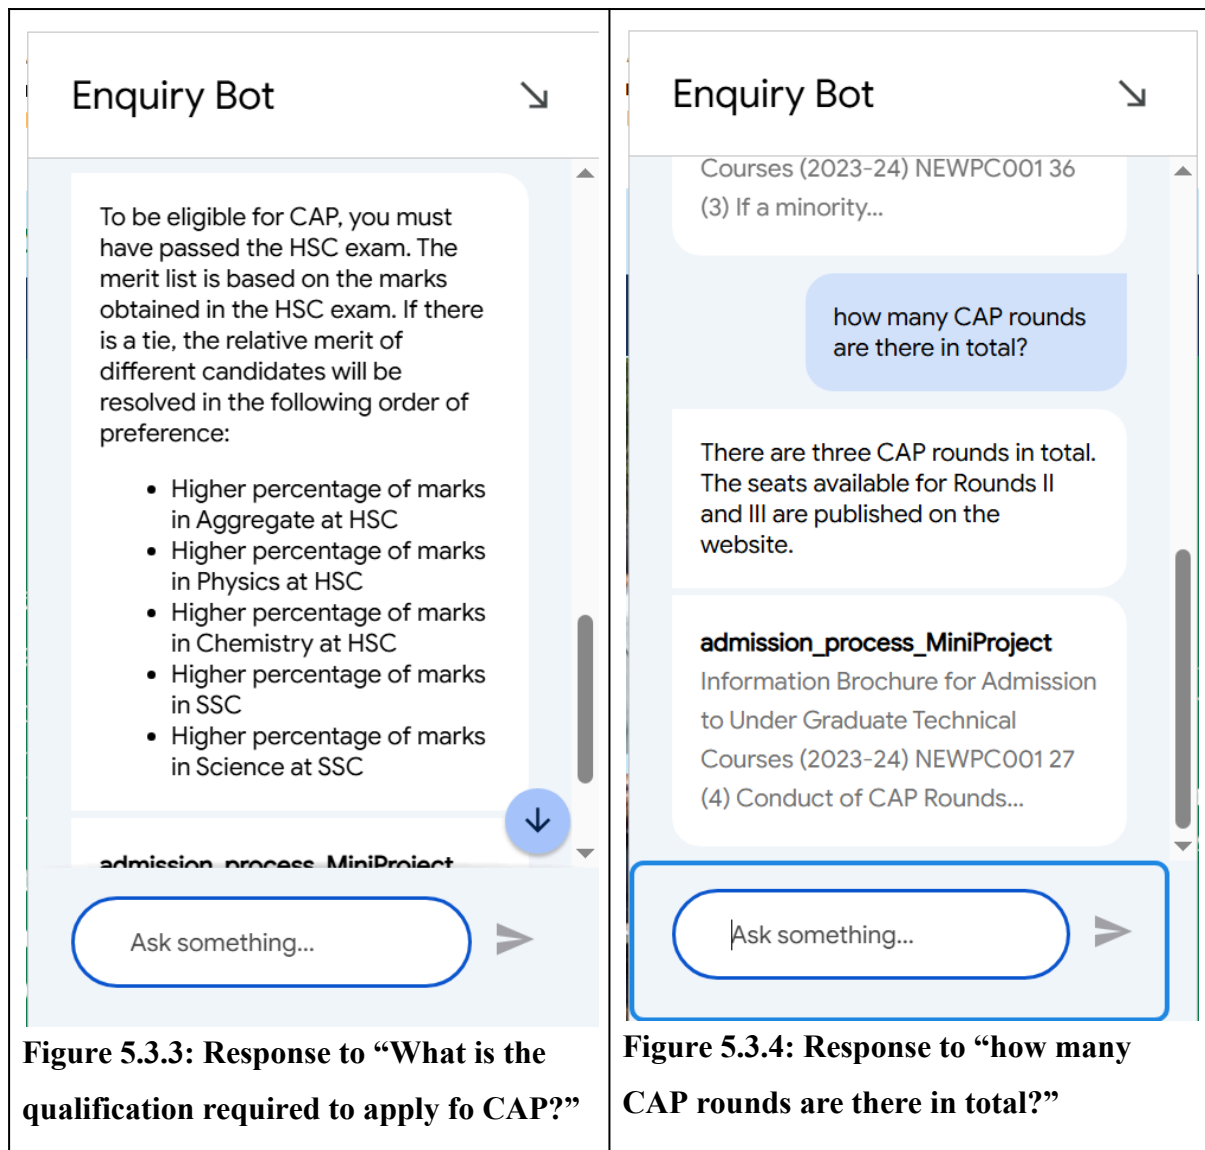 Enquiry Bot
To be eligible for CAP, you must
have passed the HSC exam. The
merit list is based on the marks
obtained in the HSC exam. If there
is a tie, the relative merit of
different candidates will be
resolved in the following order of
preference:
• Higher percentage of marks
in Aggregate at HSC
• Higher percentage of marks
in Physics at HSC
• Higher percentage of marks
in Chemistry at HSC
• Higher percentage of marks
in SSC
• Higher percentage of marks
in Science at SSC
admission_process_MiniProject
Ask something...
Figure 5.3.3: Response to “What is the
qualification required to apply fo CAP?”
Enquiry Bot
Courses (2023-24) NEWPC001 36
(3) If a minority...
how many CAP rounds
are there in total?
There are three CAP rounds in total.
The seats available for Rounds II
and III are published on the
website.
admission_process_MiniProject
Information Brochure for Admission
to Under Graduate Technical
Courses (2023-24) NEWPC001 27
(4) Conduct of CAP Rounds...
Ask something...
Figure 5.3.4: Response to “how many
CAP rounds are there in total?”